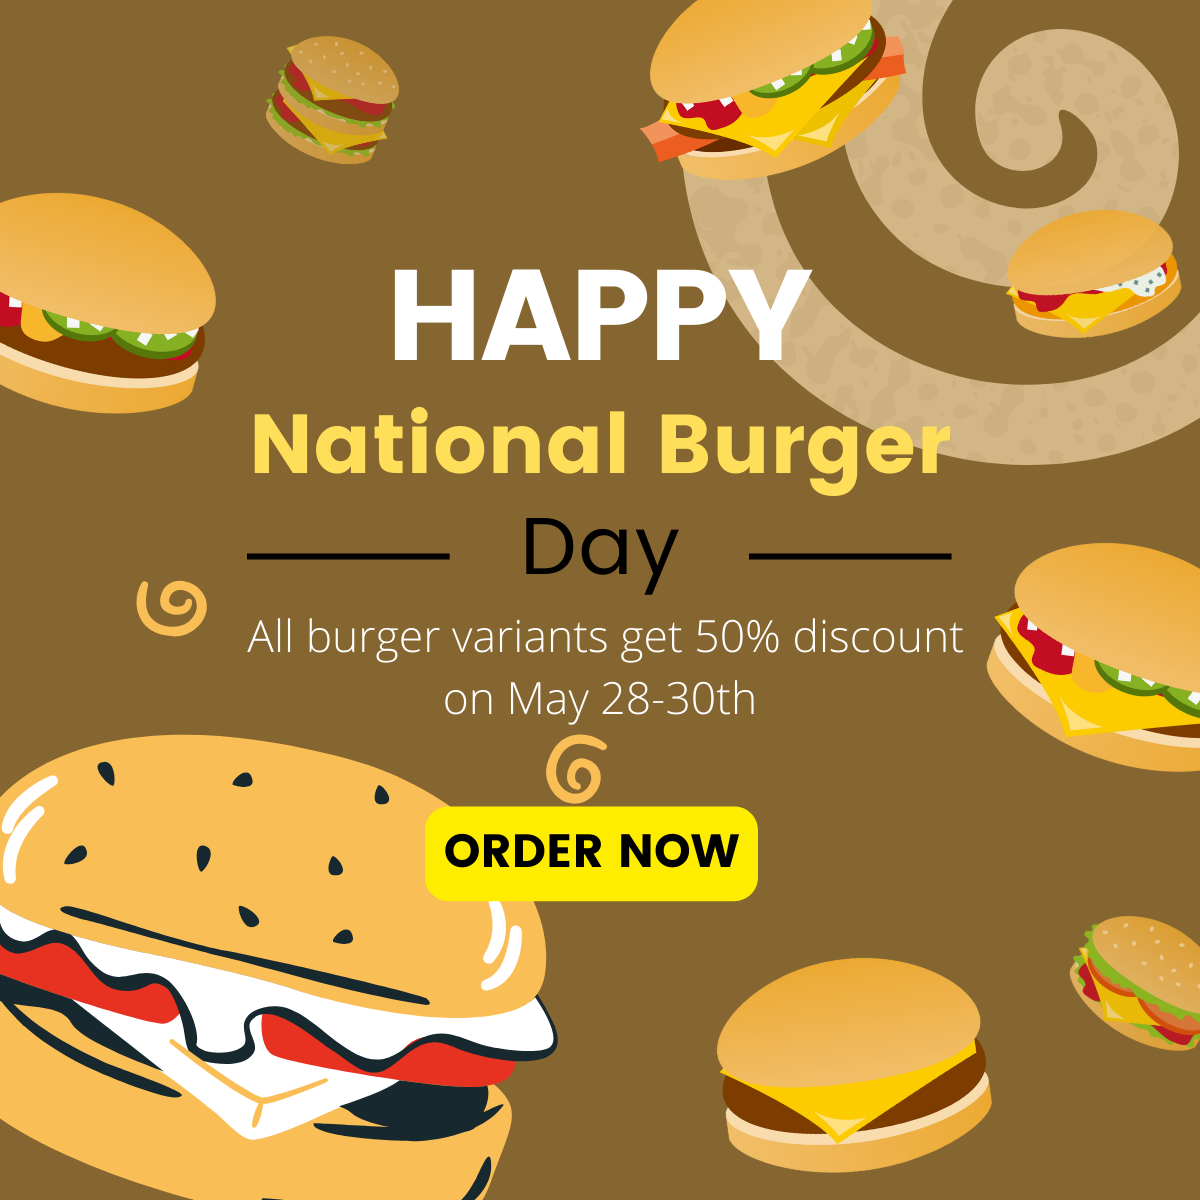 HAPPY
National Burger
Day
All burger variants get 50% discount
on May 28-30th
ORDER NOW